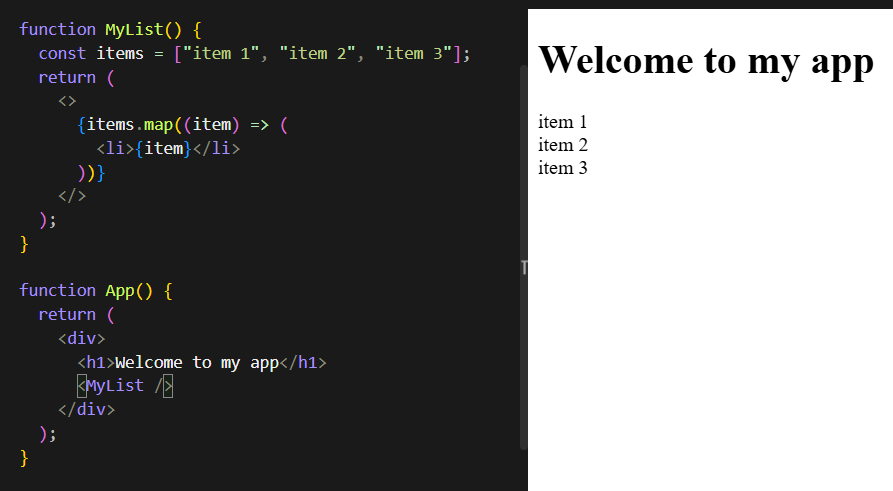 function MyList() {
  const items = ["item 1", "item 2", "item 3"];
  return (
    <>
      {items.map((item) => (
        <li>{item}</li>
      ))}
    </>
  );
}

function App() {
  return (
    <div>
      <h1>Welcome to my app</h1>
      <MyList />
    </div>
  );
}
Welcome to my app
item 1
item 2
item 3